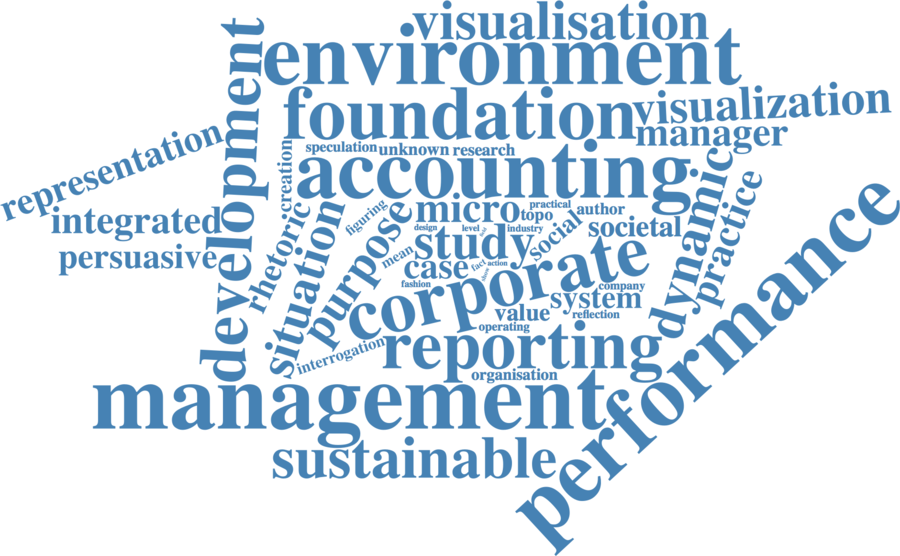 visualisation
environment
development
foundation
visualization
manager
representation
speculation
unknown
research
creation
accounting
dynamic
practice
integrated
persuasive
rhetoric
situation
figuring
purpose
micro
practical
topo
author
societal
design
level
industry
study
social
mean
case
fact
action
show
fashion
corporate
company
system
value
reflection
operating
interrogation
reporting
organisation
management
performance
sustainable